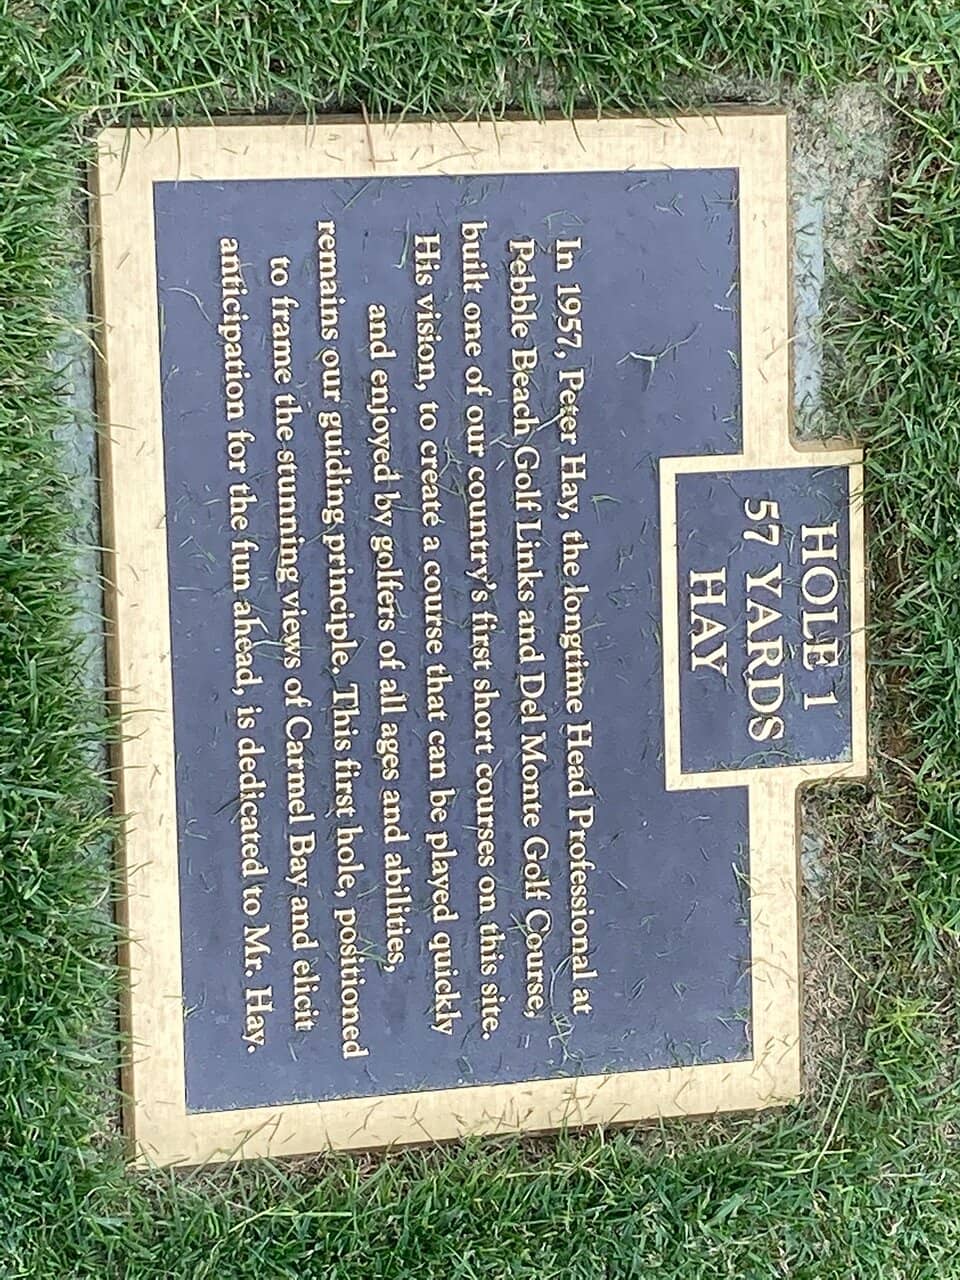 HOLE 1
57 YARDS
HAY
In 1957, Peter Hay, the longtime Head Professional at
Pebble Beach Golf Links and Del Monte Golf Course,
built one of our country's first short courses on this site.
His vision, to create a course that can be played quickly
and enjoyed by golfers of all ages and abilities,
remains our guiding principle. This first hole, positioned
to frame the stunning views of Carmel Bay and elicit
anticipation for the fun ahead, is dedicated to Mr. Hay.